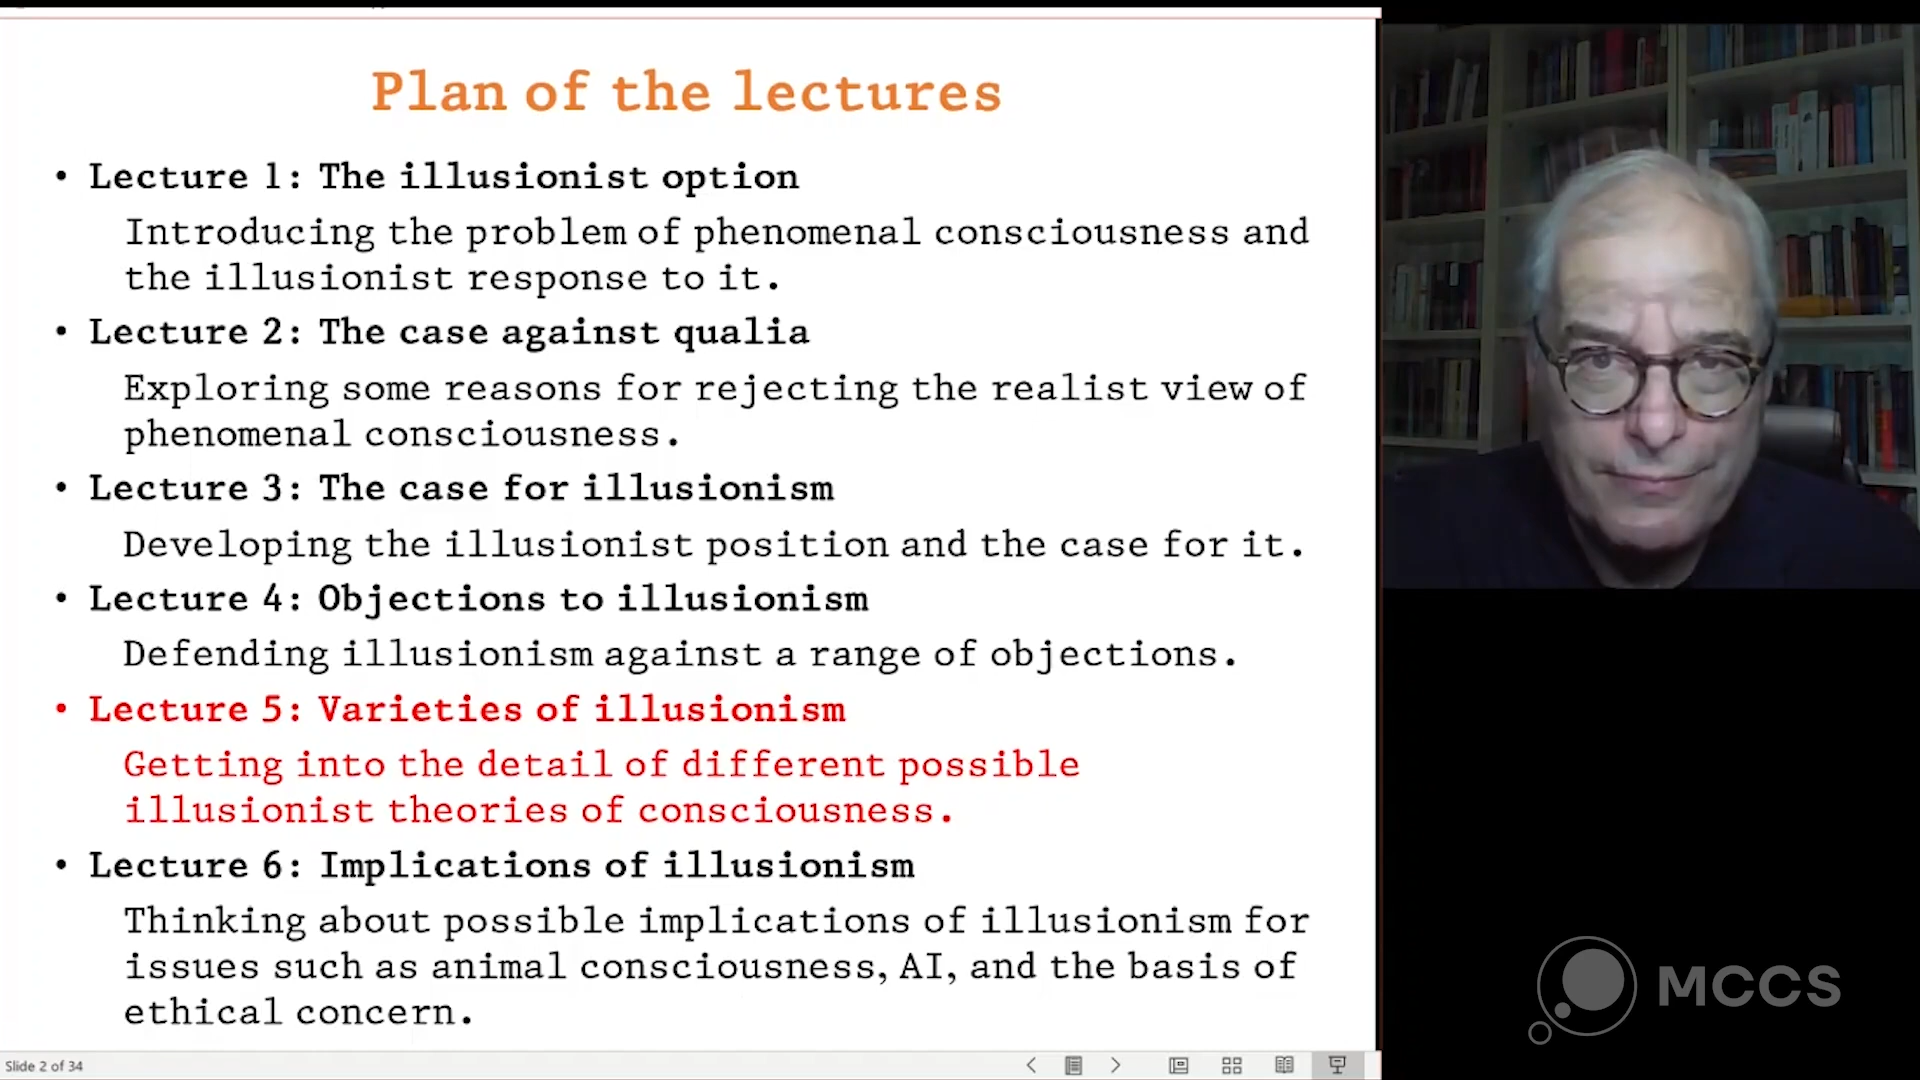 Plan of the lectures
• Lecture 1: The illusionist option
Introducing the problem of phenomenal consciousness and
the illusionist response to it.
• Lecture 2: The case against qualia
Exploring some reasons for rejecting the realist view of
phenomenal consciousness.
• Lecture 3: The case for illusionism
Developing the illusionist position and the case for it.
• Lecture 4: Objections to illusionism
Defending illusionism against a range of objections.
• Lecture 5: Varieties of illusionism
Getting into the detail of different possible
illusionist theories of consciousness.
• Lecture 6: Implications of illusionism
Thinking about possible implications of illusionism for
issues such as animal consciousness, AI, and the basis of
ethical concern.
MCCS
Slide 2 of 34